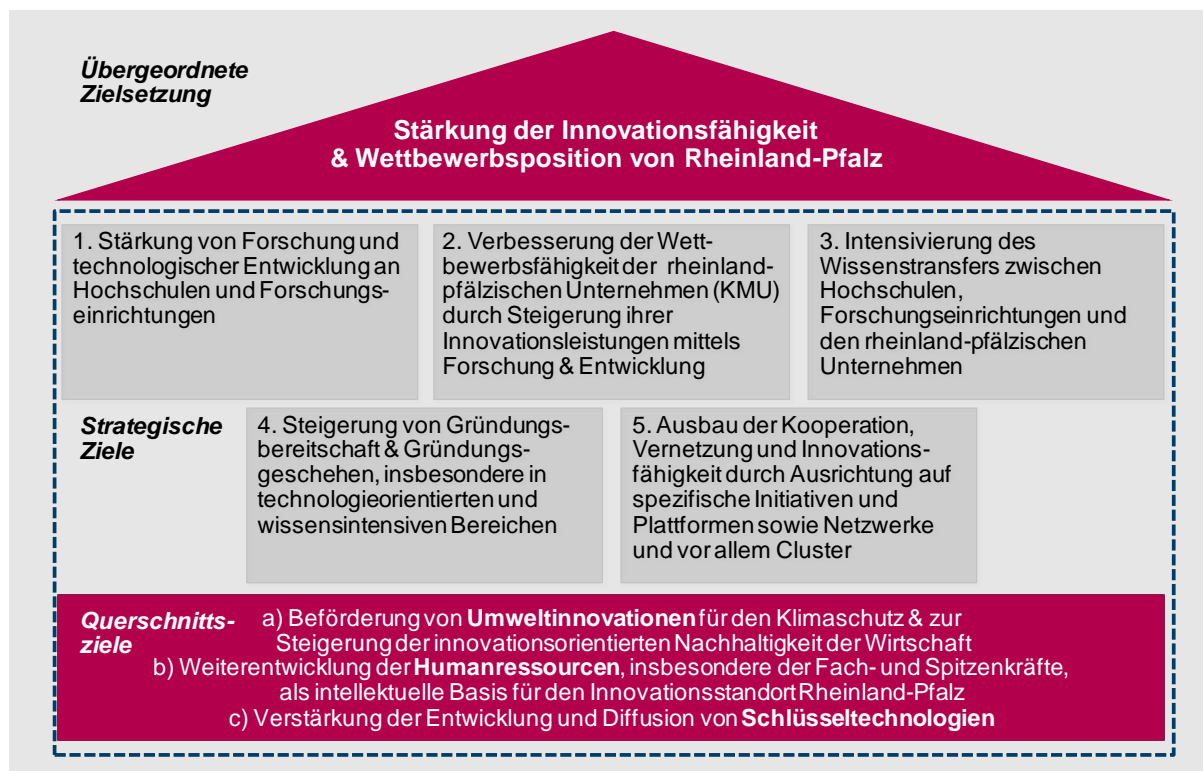 Übergeordnete
Zielsetzung
Stärkung der Innovationsfähigkeit
& Wettbewerbsposition von Rheinland-Pfalz
1. Stärkung von Forschung und
technologischer Entwicklung an
Hochschulen und Forschungs-
einrichtungen
2. Verbesserung der Wett-
bewerbsfähigkeit der rheinland-
pfälzischen Unternehmen (KMU)
durch Steigerung ihrer
Innovationsleistungen mittels
Forschung & Entwicklung
3. Intensivierung des
Wissenstransfers zwischen
Hochschulen,
Forschungseinrichtungen und
den rheinland-pfälzischen
Unternehmen
Strategische
Ziele
4. Steigerung von Gründungs-
bereitschaft & Gründungs-
geschehen, insbesondere in
technologieorientierten und
wissensintensiven Bereichen
5. Ausbau der Kooperation,
Vernetzung und Innovations-
fähigkeit durch Ausrichtung auf
spezifische Initiativen und
Plattformen sowie Netzwerke
und vor allem Cluster
Querschnitts-
ziele
a) Beförderung von Umweltinnovationen für den Klimaschutz & zur
Steigerung der innovationsorientierten Nachhaltigkeit der Wirtschaft
b) Weiterentwicklung der Humanressourcen, insbesondere der Fach- und Spitzenkräfte,
als intellektuelle Basis für den Innovationsstandort Rheinland-Pfalz
c) Verstärkung der Entwicklung und Diffusion von Schlüsseltechnologien